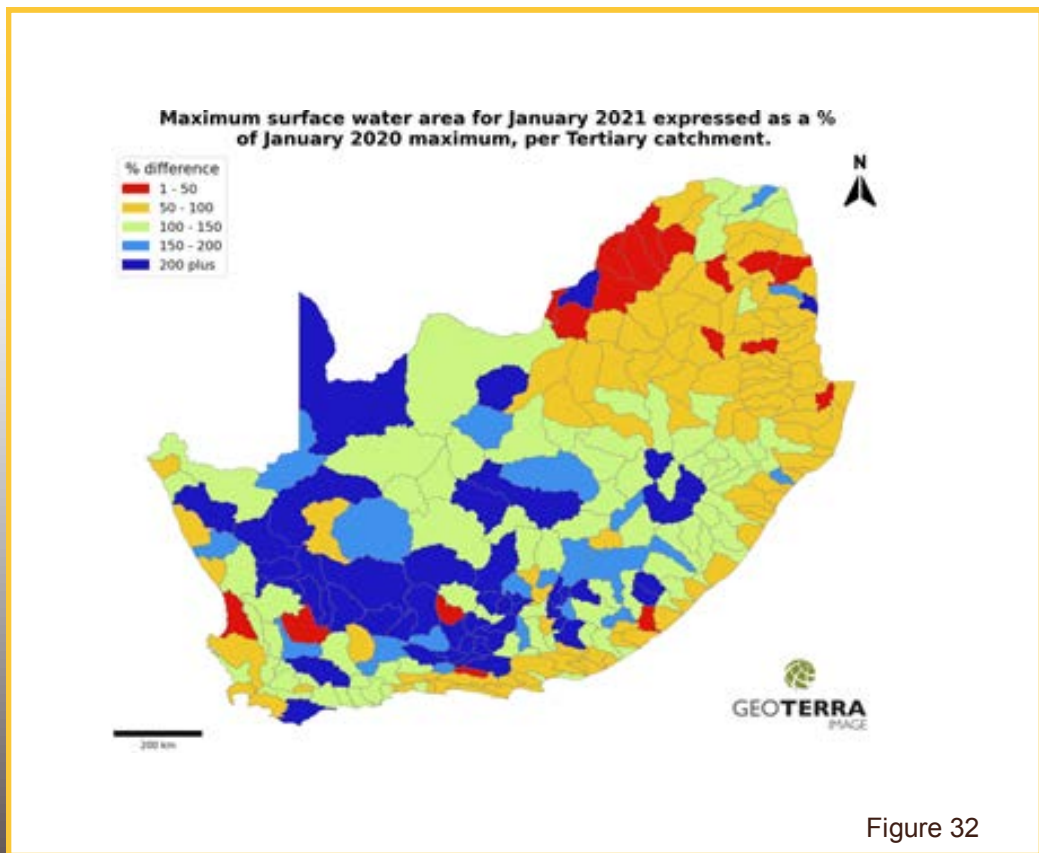 Maximum surface water area for January 2021 expressed as a %
of January 2020 maximum, per Tertiary catchment.
% difference
1 - 50
50 - 100
100 - 150
150 - 200
200 plus
N
GEOTERRA
IMAGE
200 km
Figure 32